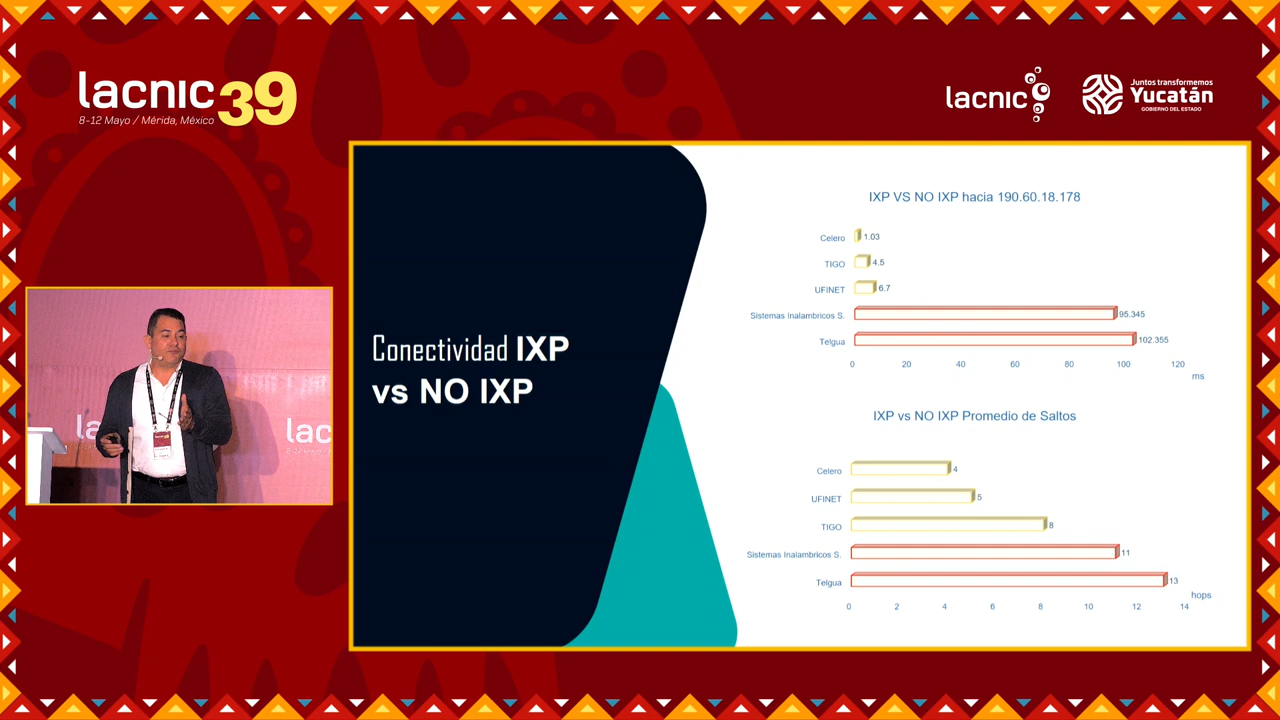 lacnic39
8-12 Mayo / Mérida, México
lacnic
Juntos transformemos
Yucatán
GOBIERNO DEL ESTADO
Conectividad IXP
vs NO IXP
IXP VS NO IXP hacia 190.60.18.178
Celero 1.03
TIGO 4.5
UFINET 6.7
Sistemas Inalambricos S. 95.345
Telgua 102.355
0 20 40 60 80 100 120
ms
IXP vs NO IXP Promedio de Saltos
Celero 4
UFINET 5
TIGO 8
Sistemas Inalambricos S. 11
Telgua 13
hops
0 2 4 6 8 10 12 14
lac
lac